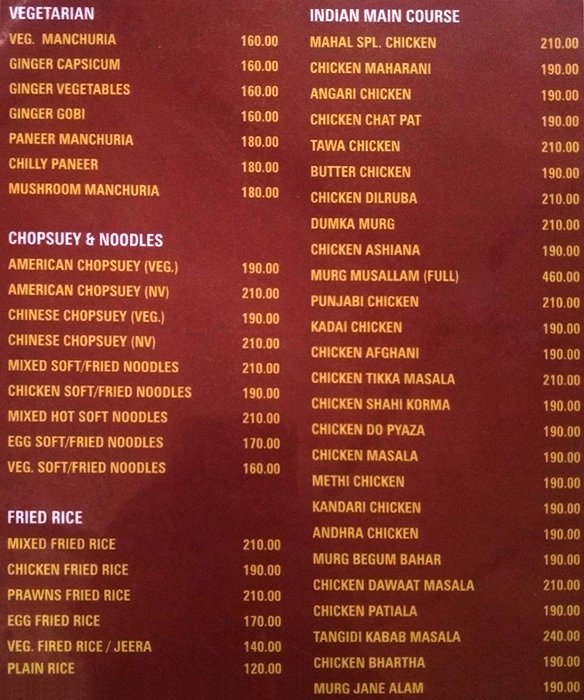 VEGETARIAN
VEG. MANCHURIA 160.00
GINGER CAPSICUM 160.00
GINGER VEGETABLES 160.00
GINGER GOBI 160.00
PANEER MANCHURIA 180.00
CHILLY PANEER 180.00
MUSHROOM MANCHURIA 180.00
CHOPSUEY & NOODLES
AMERICAN CHOPSUEY (VEG.) 190.00
AMERICAN CHOPSUEY (NV) 210.00
CHINESE CHOPSUEY (VEG.) 190.00
CHINESE CHOPSUEY (NV) 210.00
MIXED SOFT/FRIED NOODLES 210.00
CHICKEN SOFT/FRIED NOODLES 190.00
MIXED HOT SOFT NOODLES 210.00
EGG SOFT/FRIED NOODLES 170.00
VEG. SOFT/FRIED NOODLES 160.00
FRIED RICE
MIXED FRIED RICE 210.00
CHICKEN FRIED RICE 190.00
PRAWNS FRIED RICE 210.00
EGG FRIED RICE 170.00
VEG. FIRED RICE / JEERA 140.00
PLAIN RICE 120.00
INDIAN MAIN COURSE
MAHAL SPL. CHICKEN 210.00
CHICKEN MAHARANI 190.00
ANGARI CHICKEN 190.00
CHICKEN CHAT PAT 190.00
TAWA CHICKEN 210.00
BUTTER CHICKEN 190.00
CHICKEN DILRUBA 210.00
DUMKA MURG 210.00
CHICKEN ASHIANA 190.00
MURG MUSALLAM (FULL) 460.00
PUNJABI CHICKEN 210.00
KADAI CHICKEN 190.00
CHICKEN AFGHANI 190.00
CHICKEN TIKKA MASALA 210.00
CHICKEN SHAHI KORMA 190.00
CHICKEN DO PYAZA 190.00
CHICKEN MASALA 190.00
METHI CHICKEN 190.00
KANDARI CHICKEN 190.00
ANDHRA CHICKEN 190.00
MURG BEGUM BAHAR 190.00
CHICKEN DAWAAT MASALA 210.00
CHICKEN PATIALA 190.00
TANGIDI KABAB MASALA 240.00
CHICKEN BHARTHA 190.00
MURG JANE ALAM 190.00